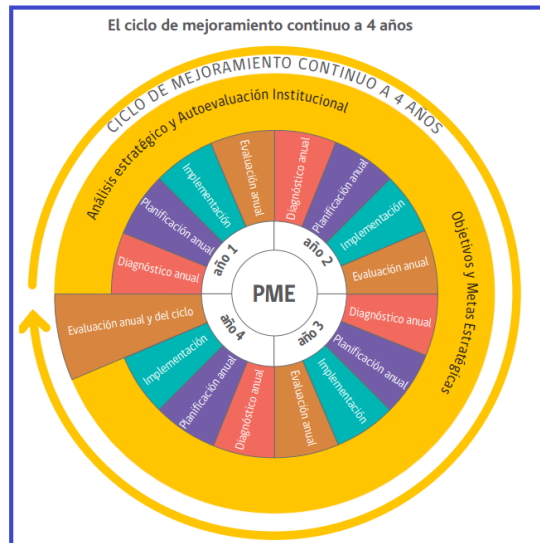 El ciclo de mejoramiento continuo a 4 años
CICLO DE MEJORAMIENTO CONTINUO A 4 AÑOS
Análisis estratégico y Autoevaluación Institucional
Objetivos y Metas Estratégicas
PME
año 1
Diagnóstico anual
Planificación anual
Implementación
Evaluación anual
año 2
Diagnóstico anual
Planificación anual
Implementación
Evaluación anual
año 3
Diagnóstico anual
Planificación anual
Implementación
Evaluación anual
año 4
Diagnóstico anual
Planificación anual
Implementación
Evaluación anual y del ciclo